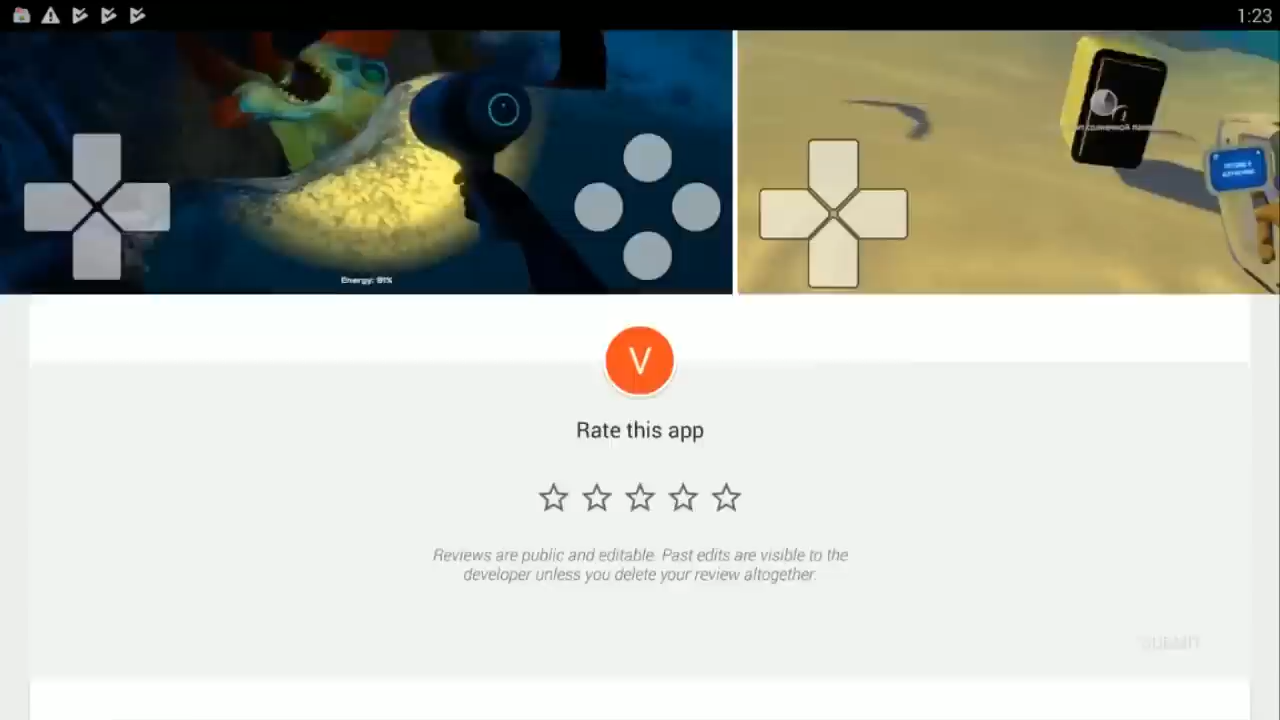 1:23
Energy: 91%
V
Rate this app
Reviews are public and editable. Past edits are visible to the
developer unless you delete your review altogether.
SUBMIT